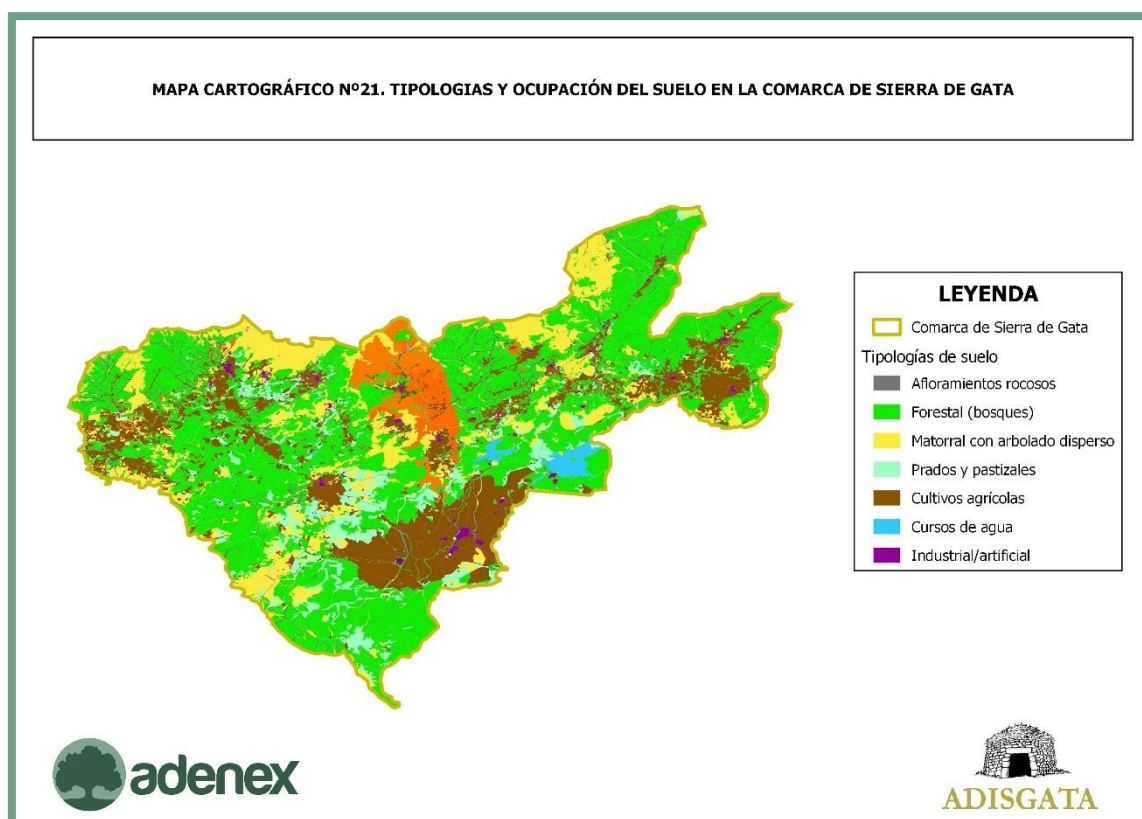 MAPA CARTOGRÁFICO Nº21. TIPOLOGIAS Y OCUPACIÓN DEL SUELO EN LA COMARCA DE SIERRA DE GATA
LEYENDA
Comarca de Sierra de Gata
Tipologías de suelo
Afloramientos rocosos
Forestal (bosques)
Matorral con arbolado disperso
Prados y pastizales
Cultivos agrícolas
Cursos de agua
Industrial/artificial
adenex
ADISGATA